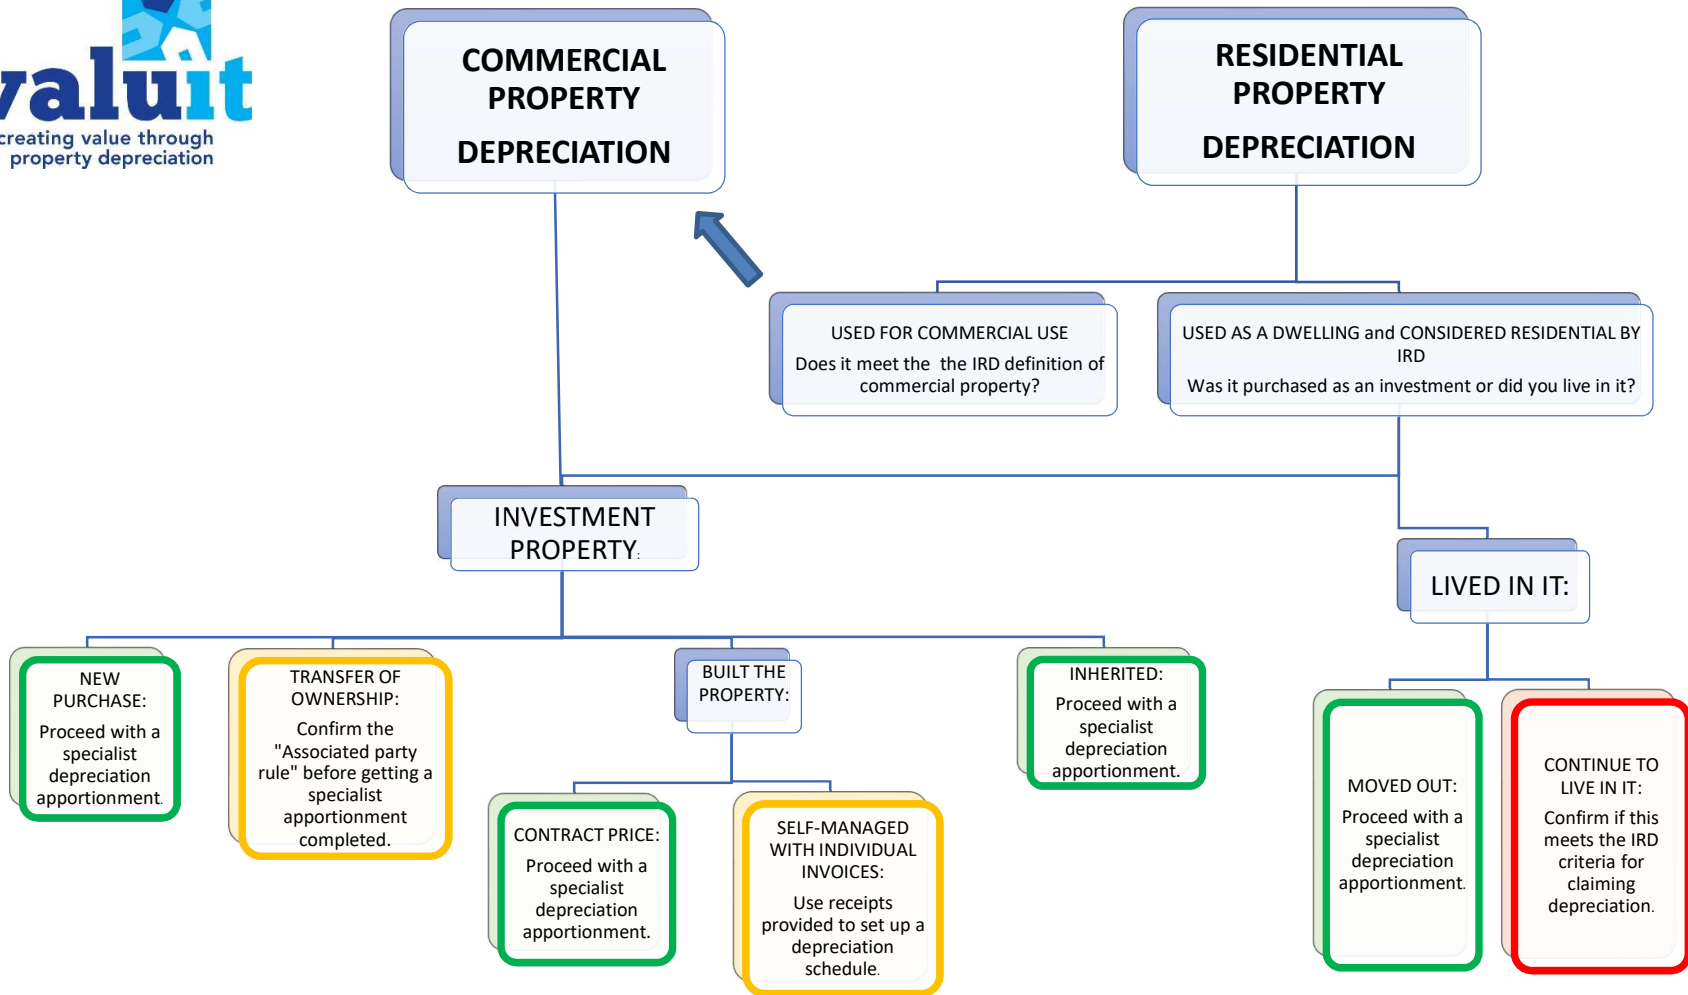 valuit
creating value through
property depreciation
COMMERCIAL
PROPERTY
DEPRECIATION
RESIDENTIAL
PROPERTY
DEPRECIATION
USED FOR COMMERCIAL USE
Does it meet the the IRD definition of
commercial property?
USED AS A DWELLING and CONSIDERED RESIDENTIAL BY
IRD
Was it purchased as an investment or did you live in it?
INVESTMENT
PROPERTY:
LIVED IN IT:
NEW
PURCHASE:
Proceed with a
specialist
depreciation
apportionment.
TRANSFER OF
OWNERSHIP:
Confirm the
"Associated party
rule" before getting a
specialist
apportionment
completed.
BUILT THE
PROPERTY:
CONTRACT PRICE:
Proceed with a
specialist
depreciation
apportionment.
SELF-MANAGED
WITH INDIVIDUAL
INVOICES:
Use receipts
provided to set up a
depreciation
schedule.
INHERITED:
Proceed with a
specialist
depreciation
apportionment.
MOVED OUT:
Proceed with a
specialist
depreciation
apportionment.
CONTINUE TO
LIVE IN IT:
Confirm if this
meets the IRD
criteria for
claiming
depreciation.